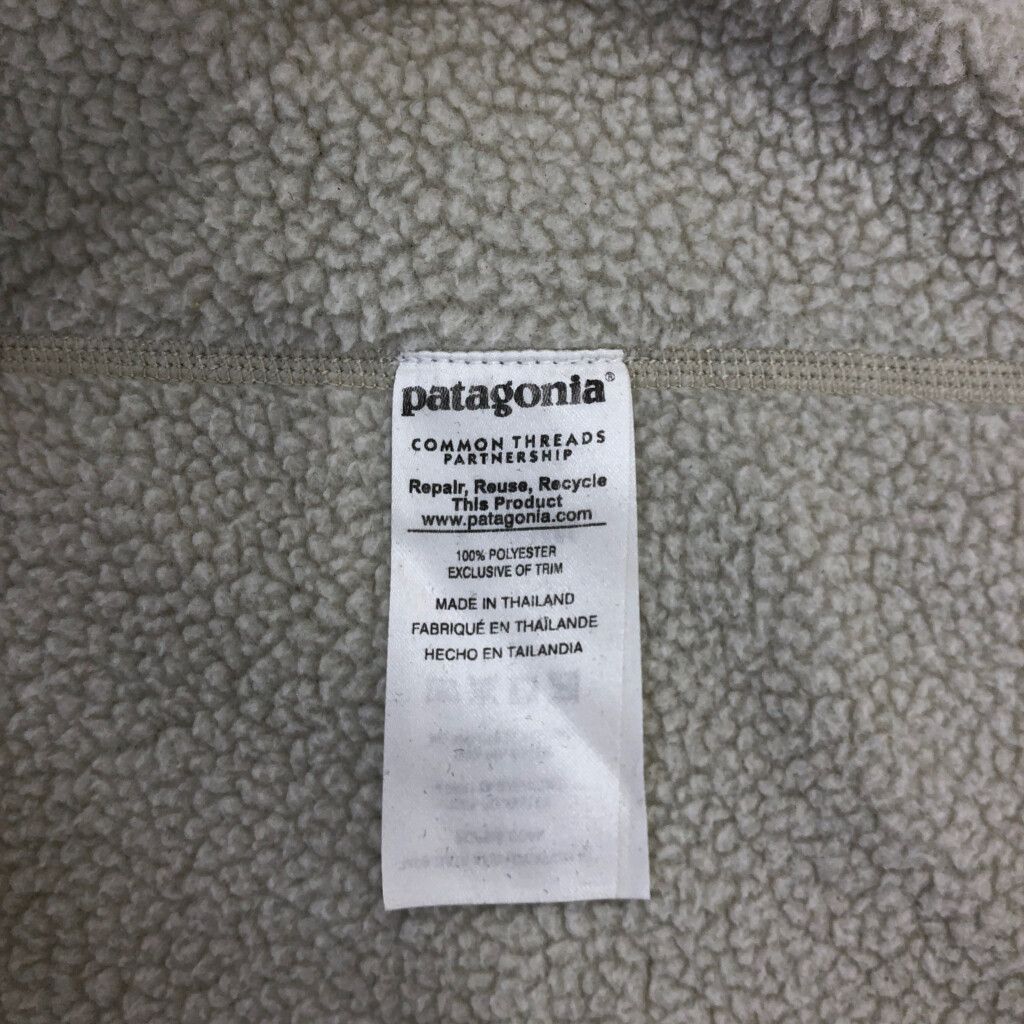 patagonia®
COMMON THREADS
PARTNERSHIP
Repair, Reuse, Recycle
This Product
www.patagonia.com
100% POLYESTER
EXCLUSIVE OF TRIM
MADE IN THAILAND
FABRIQUÉ EN THAÏLANDE
HECHO EN TAILANDIA